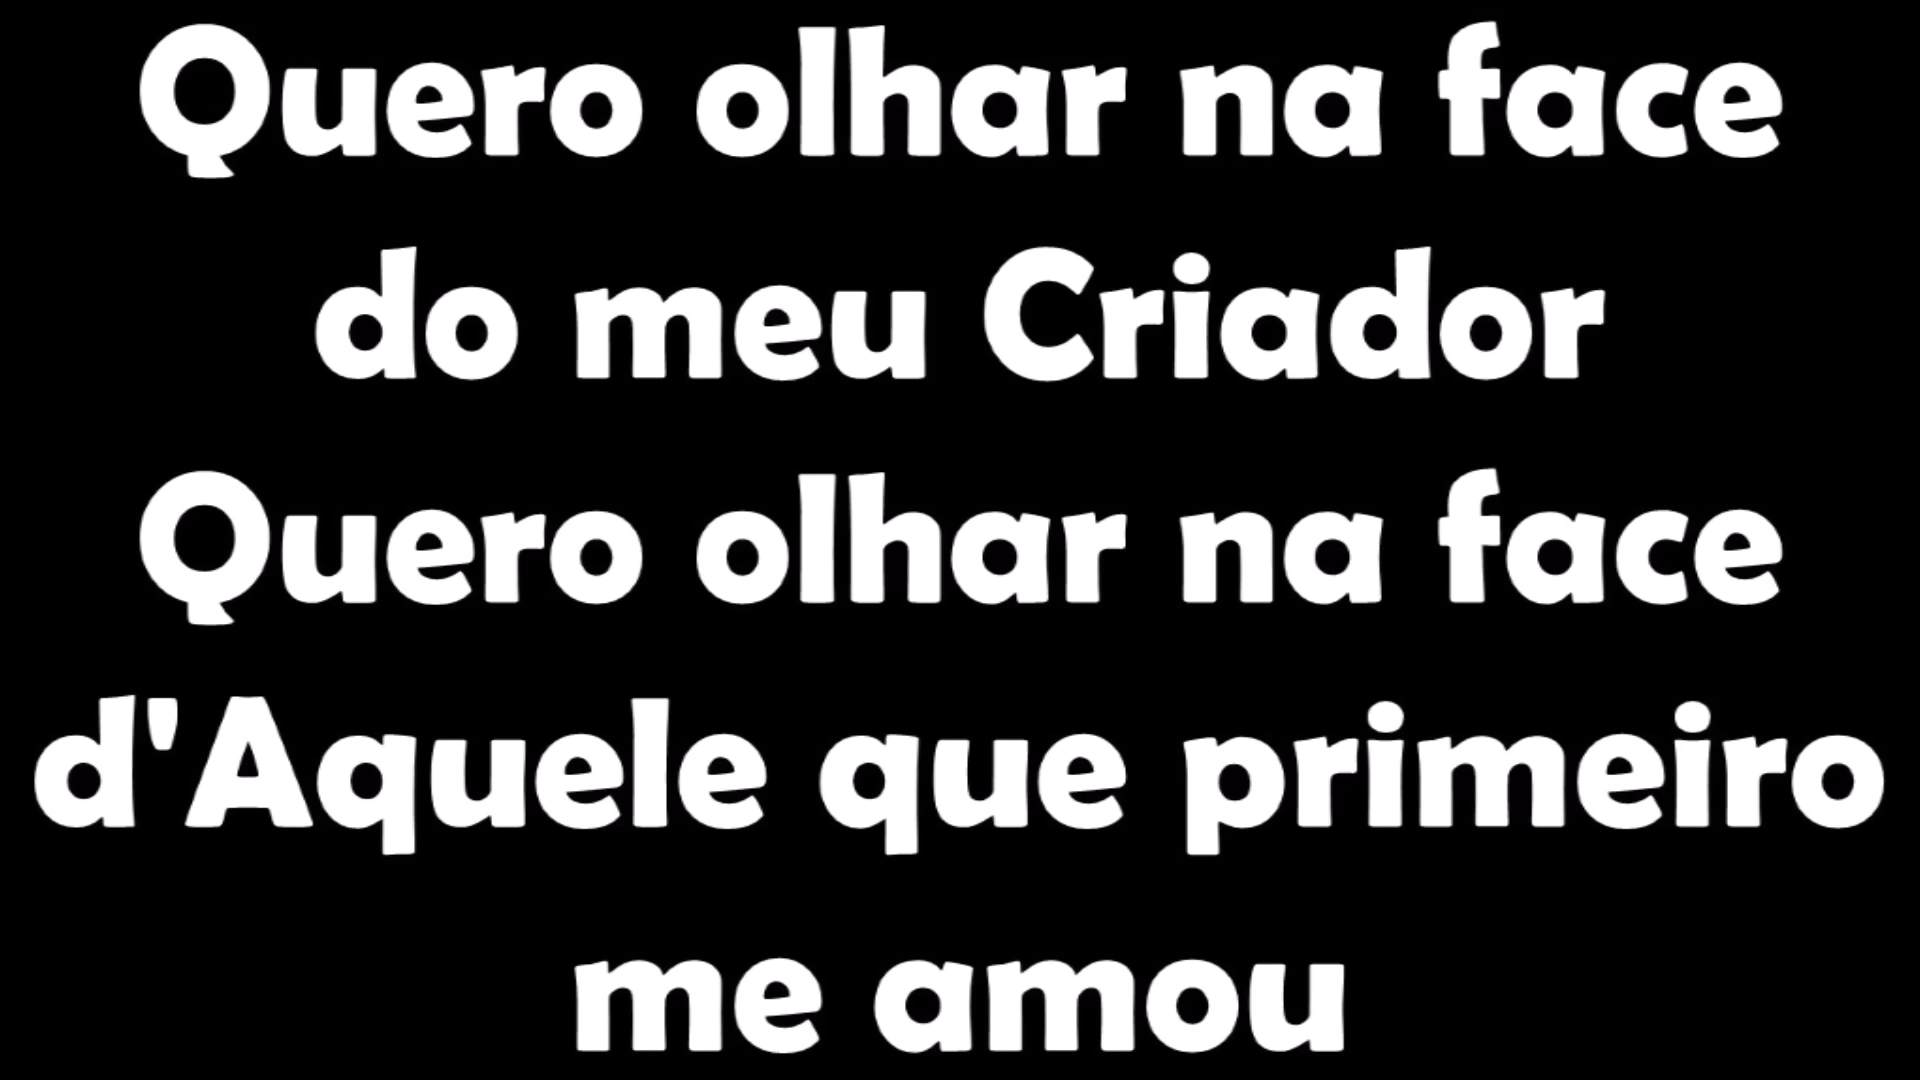 Quero olhar na face
do meu Criador
Quero olhar na face
d'Aquele que primeiro
me amou